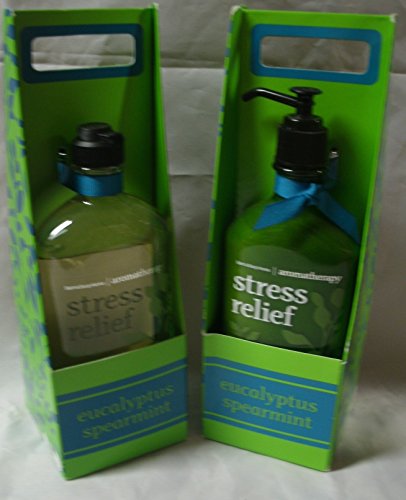 aromatherapy
stress
relief
eucalyptus
spearmint
aromatherapy
stress
relief
eucalyptus
spearmint